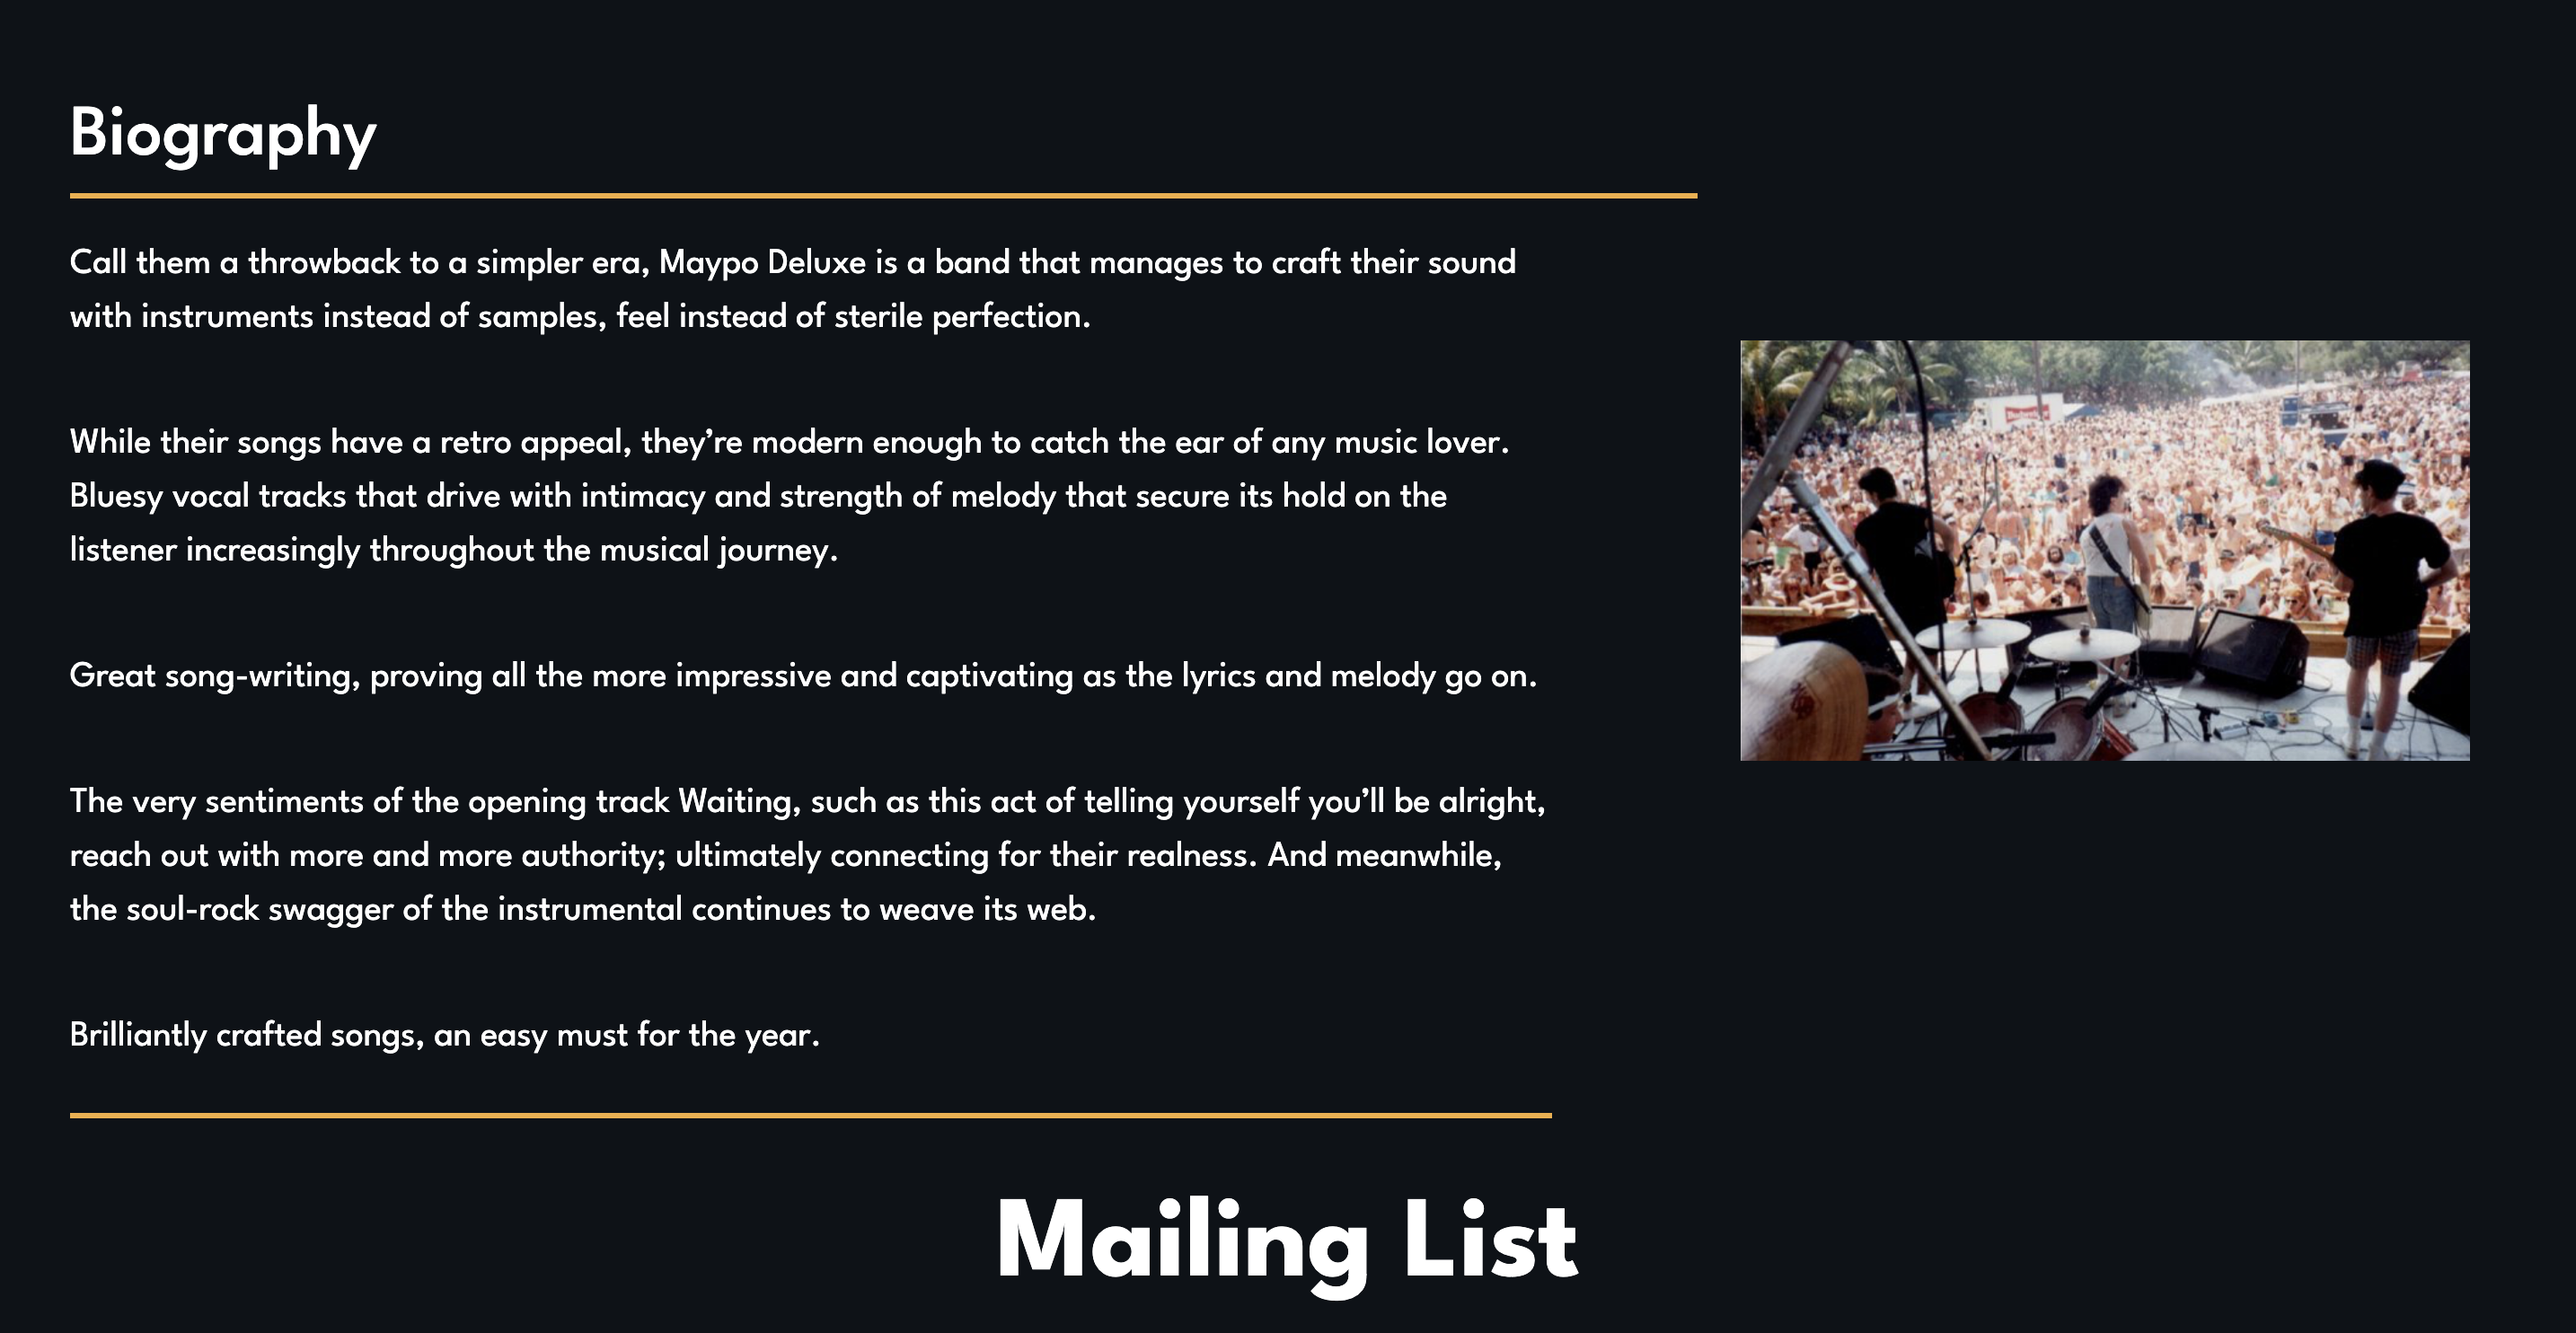 Biography
Call them a throwback to a simpler era, Maypo Deluxe is a band that manages to craft their sound
with instruments instead of samples, feel instead of sterile perfection.
While their songs have a retro appeal, they’re modern enough to catch the ear of any music lover.
Bluesy vocal tracks that drive with intimacy and strength of melody that secure its hold on the
listener increasingly throughout the musical journey.
Great song-writing, proving all the more impressive and captivating as the lyrics and melody go on.
The very sentiments of the opening track Waiting, such as this act of telling yourself you’ll be alright,
reach out with more and more authority; ultimately connecting for their realness. And meanwhile,
the soul-rock swagger of the instrumental continues to weave its web.
Brilliantly crafted songs, an easy must for the year.
Mailing List